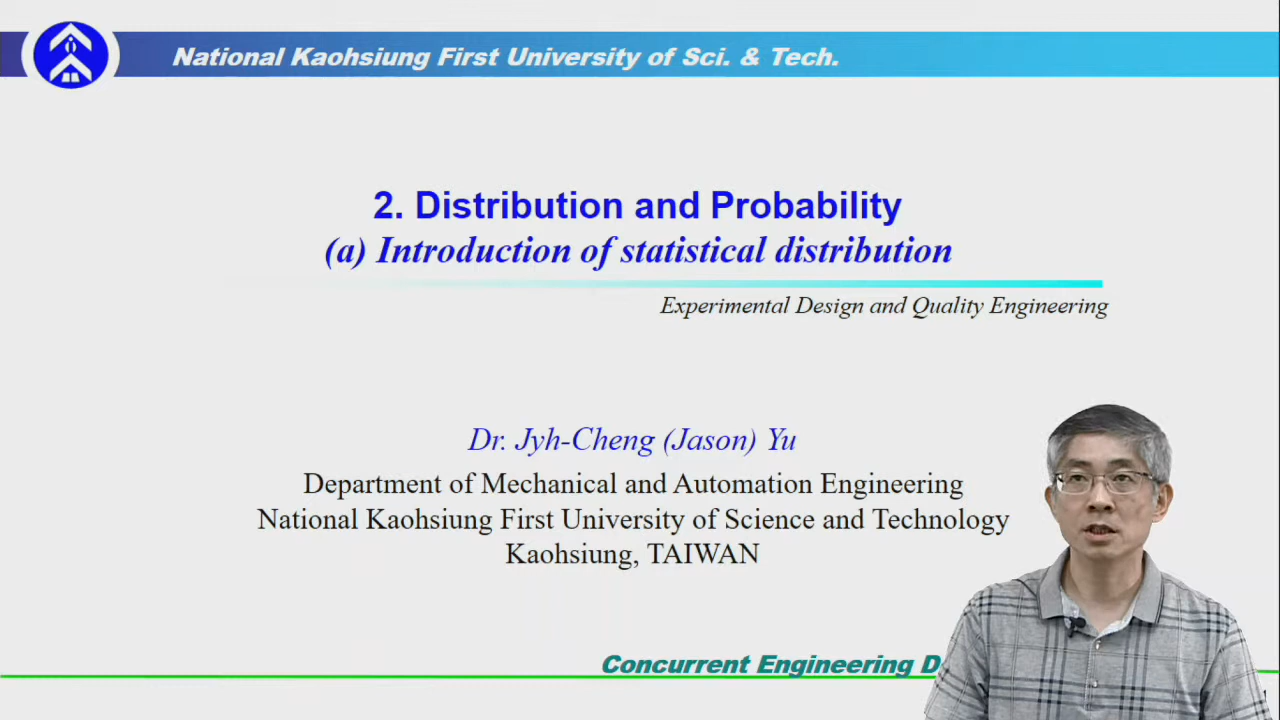 National Kaohsiung First University of Sci. & Tech.
2. Distribution and Probability
(a) Introduction of statistical distribution
Experimental Design and Quality Engineering
Dr. Jyh-Cheng (Jason) Yu
Department of Mechanical and Automation Engineering
National Kaohsiung First University of Science and Technology
Kaohsiung, TAIWAN
Concurrent Engineering